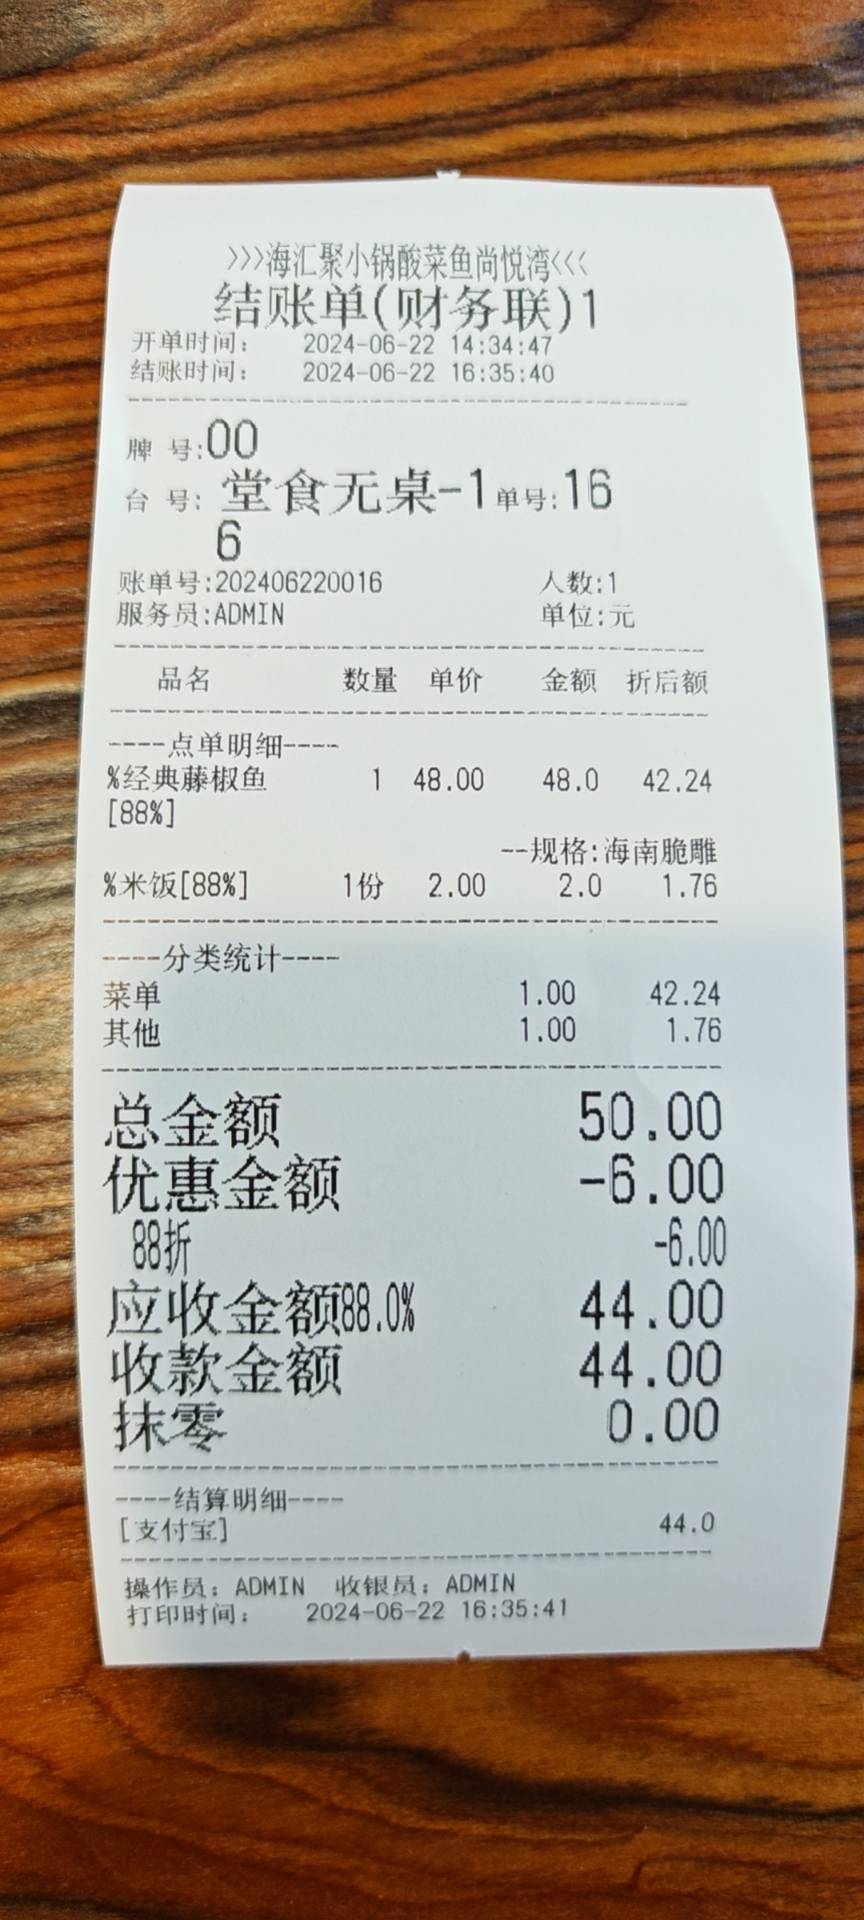 >>>海汇聚小锅酸菜鱼尚悦湾<<<
结账单(财务联)1
开单时间: 2024-06-22 14:34:47
结账时间: 2024-06-22 16:35:40
牌 号:00
台 号: 堂食无桌-1 单号:16
6
账单号:202406220016 人数:1
服务员:ADMIN 单位:元
品名 数量 单价 金额 折后额
----点单明细----
%经典藤椒鱼 1 48.00 48.0 42.24
[88%]
--规格:海南脆雕
%米饭[88%] 1份 2.00 2.0 1.76
----分类统计----
菜单 1.00 42.24
其他 1.00 1.76
总金额 50.00
优惠金额 -6.00
88折 -6.00
应收金额88.0% 44.00
收款金额 44.00
抹零 0.00
----结算明细----
[支付宝] 44.0
操作员: ADMIN 收银员: ADMIN
打印时间: 2024-06-22 16:35:41